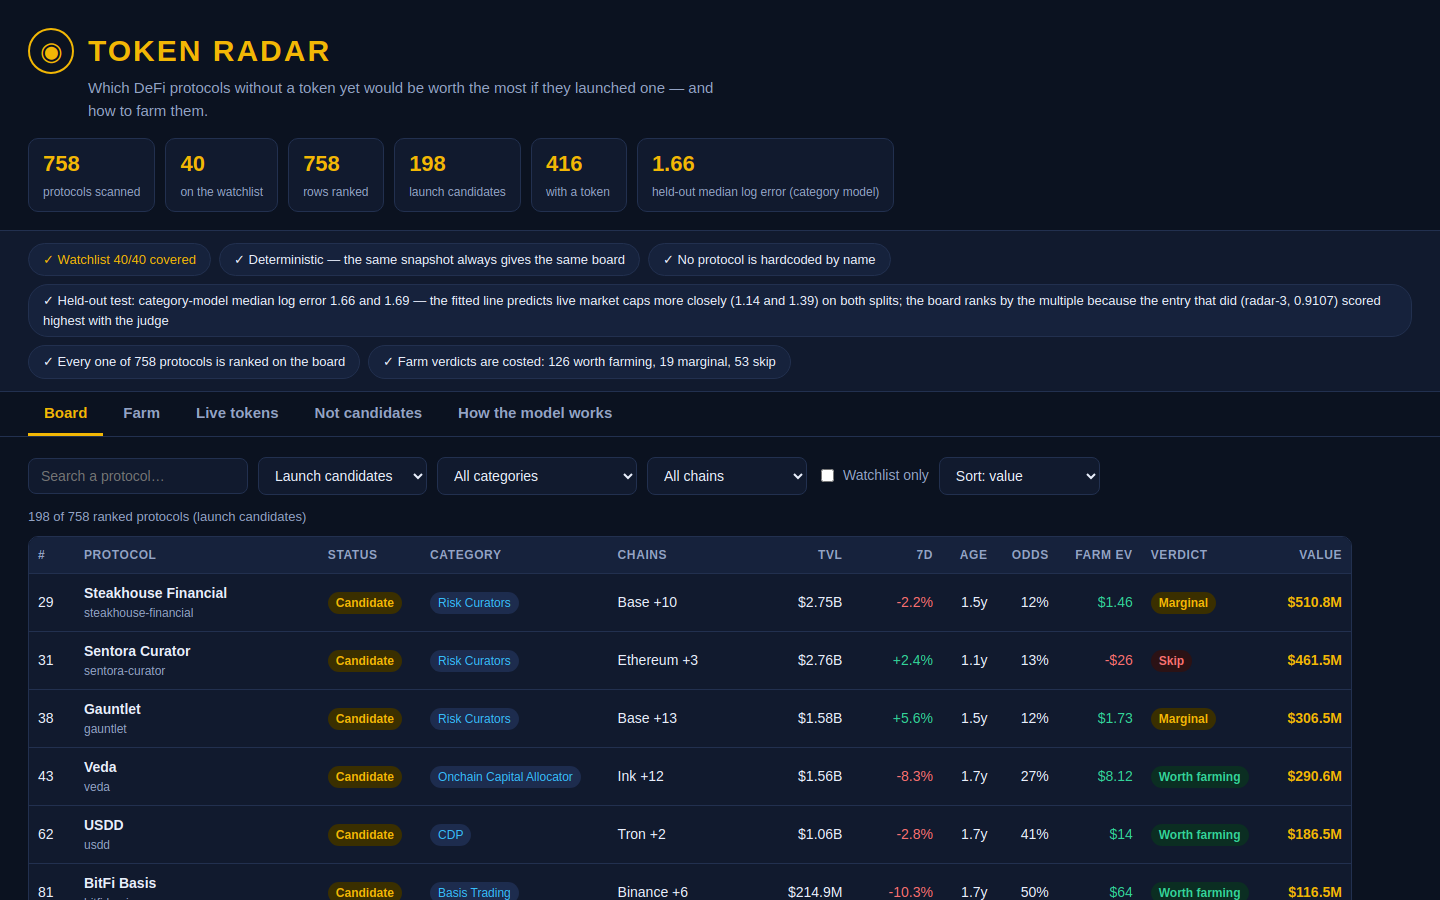 TOKEN RADAR
Which DeFi protocols without a token yet would be worth the most if they launched one — and
how to farm them.
758 40 758 198 416 1.66
protocols scanned on the watchlist rows ranked launch candidates with a token held-out median log error (category model)
✓ Watchlist 40/40 covered ✓ Deterministic — the same snapshot always gives the same board ✓ No protocol is hardcoded by name
✓ Held-out test: category-model median log error 1.66 and 1.69 — the fitted line predicts live market caps more closely (1.14 and 1.39) on both splits; the board ranks by the multiple because the entry that did (radar-3, 0.9107) scored
highest with the judge
✓ Every one of 758 protocols is ranked on the board ✓ Farm verdicts are costed: 126 worth farming, 19 marginal, 53 skip
Board Farm Live tokens Not candidates How the model works
Search a protocol… Launch candidates All categories All chains Watchlist only Sort: value
198 of 758 ranked protocols (launch candidates)
# PROTOCOL STATUS CATEGORY CHAINS TVL 7D AGE ODDS FARM EV VERDICT VALUE
29 Steakhouse Financial Candidate Risk Curators Base +10 $2.75B -2.2% 1.5y 12% $1.46 Marginal $510.8M
steakhouse-financial
31 Sentora Curator Candidate Risk Curators Ethereum +3 $2.76B +2.4% 1.1y 13% -$26 Skip $461.5M
sentora-curator
38 Gauntlet Candidate Risk Curators Base +13 $1.58B +5.6% 1.5y 12% $1.73 Marginal $306.5M
gauntlet
43 Veda Candidate Onchain Capital Allocator Ink +12 $1.56B -8.3% 1.7y 27% $8.12 Worth farming $290.6M
veda
62 USDD Candidate CDP Tron +2 $1.06B -2.8% 1.7y 41% $14 Worth farming $186.5M
usdd
81 BitFi Basis Candidate Basis Trading Binance +6 $214.9M -10.3% 1.7y 50% $64 Worth farming $116.5M